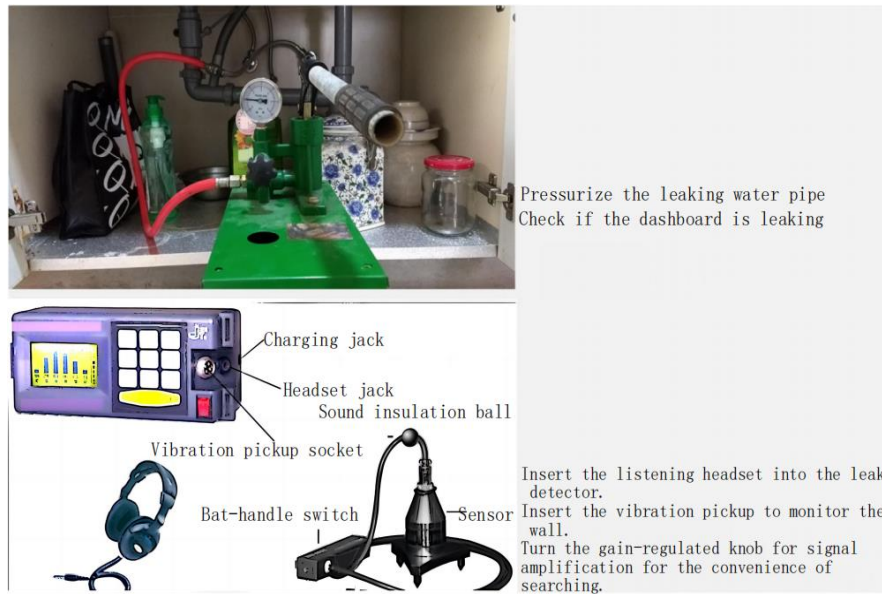 Pressurize the leaking water pipe
Check if the dashboard is leaking
Charging jack
Headset jack
Sound insulation ball
Vibration pickup socket
Bat-handle switch
Sensor
Insert the listening headset into the leak
detector.
Insert the vibration pickup to monitor the
wall.
Turn the gain-regulated knob for signal
amplification for the convenience of
searching.